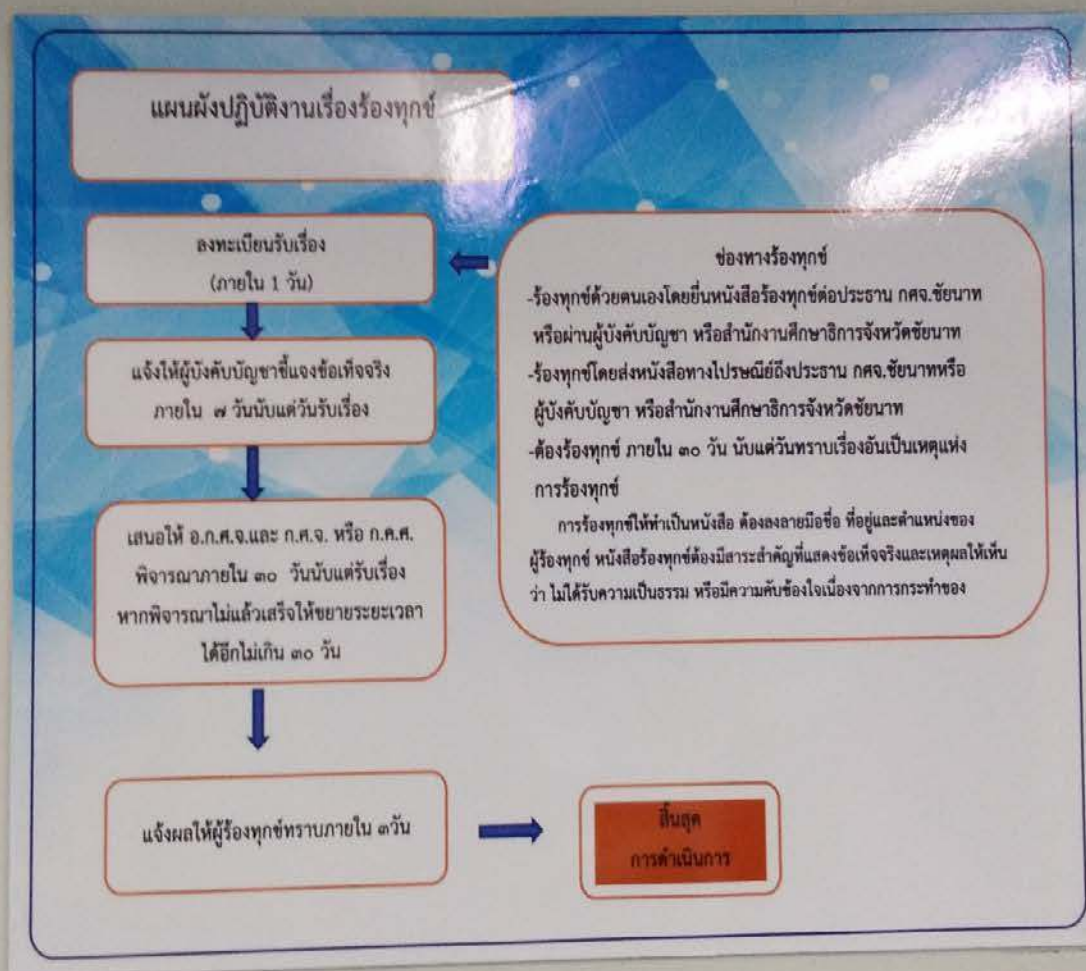 แผนผังปฏิบัติงานเรื่องร้องทุกข์
ลงทะเบียนรับเรื่อง
(ภายใน 1 วัน)
แจ้งให้ผู้บังคับบัญชาชี้แจงข้อเท็จจริง
ภายใน ๗ วันนับแต่วันรับเรื่อง
เสนอให้ อ.ก.ศ.จ.และ ก.ศ.จ. หรือ ก.ค.ศ.
พิจารณาภายใน ๓๐ วันนับแต่รับเรื่อง
หากพิจารณาไม่แล้วเสร็จให้ขยายระยะเวลา
ได้อีกไม่เกิน ๓๐ วัน
แจ้งผลให้ผู้ร้องทุกข์ทราบภายใน ๓วัน
สิ้นสุด
การดำเนินการ
ช่องทางร้องทุกข์
-ร้องทุกข์ด้วยตนเองโดยยื่นหนังสือร้องทุกข์ต่อประธาน กศจ.ชัยนาท
หรือผ่านผู้บังคับบัญชา หรือสำนักงานศึกษาธิการจังหวัดชัยนาท
-ร้องทุกข์โดยส่งหนังสือทางไปรษณีย์ถึงประธาน กศจ.ชัยนาทหรือ
ผู้บังคับบัญชา หรือสำนักงานศึกษาธิการจังหวัดชัยนาท
-ต้องร้องทุกข์ ภายใน ๓๐ วัน นับแต่วันทราบเรื่องอันเป็นเหตุแห่ง
การร้องทุกข์
การร้องทุกข์ให้ทำเป็นหนังสือ ต้องลงลายมือชื่อ ที่อยู่และตำแหน่งของ
ผู้ร้องทุกข์ หนังสือร้องทุกข์ต้องมีสาระสำคัญที่แสดงข้อเท็จจริงและเหตุผลให้เห็น
ว่า ไม่ได้รับความเป็นธรรม หรือมีความคับข้องใจเนื่องจากการกระทำของ